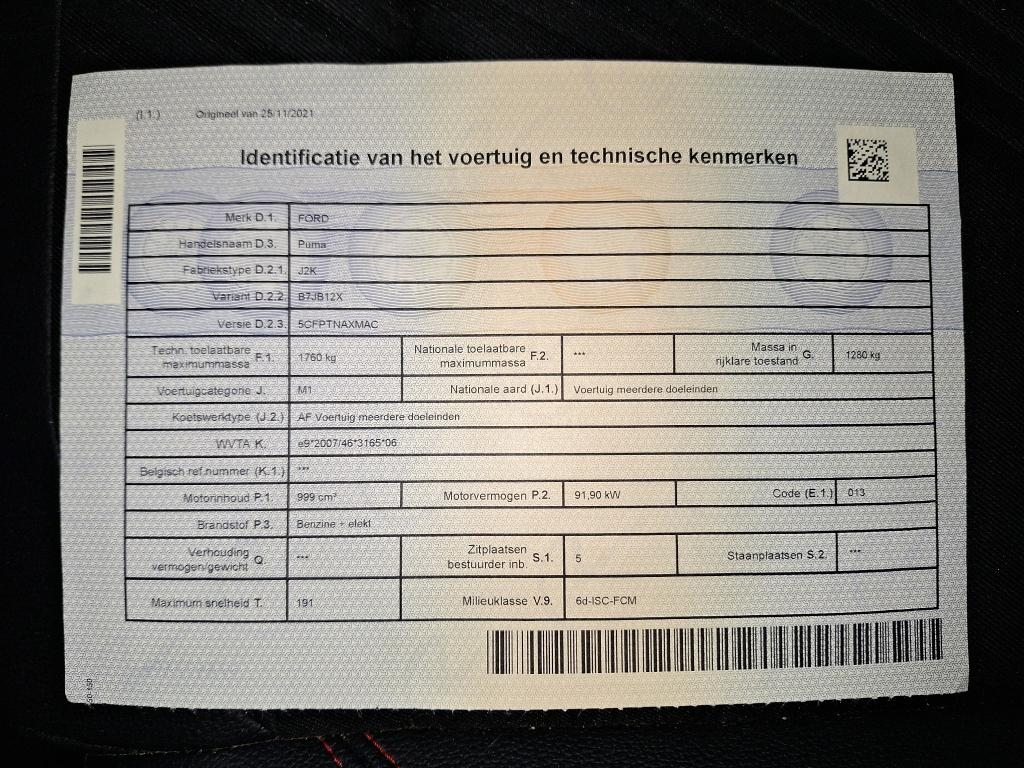 (I.1.) Origineel van 25/11/2021
Identificatie van het voertuig en technische kenmerken
Merk D.1. FORD
Handelsnaam D.3. Puma
Fabriekstype D.2.1. J2K
Variant D.2.2. B7JB12X
Versie D.2.3. 5CFPTNAXMAC
Techn. toelaatbare maximummassa F.1. 1760 kg Nationale toelaatbare maximummassa F.2. *** Massa in rijklare toestand G. 1280 kg
Voertuigcategorie J. M1 Nationale aard (J.1.) Voertuig meerdere doeleinden
Koetswerktype (J.2.) AF Voertuig meerdere doeleinden
WVTA K. e9*2007/46*3165*06
Belgisch ref.nummer (K.1.) ***
Motorinhoud P.1. 999 cm³ Motorvermogen P.2. 91,90 kW Code (E.1.) 013
Brandstof P.3. Benzine + elekt
Verhouding vermogen/gewicht Q. *** Zitplaatsen bestuurder inb. S.1. 5 Staanplaatsen S.2. ***
Maximum snelheid T. 191 Milieuklasse V.9. 6d-ISC-FCM